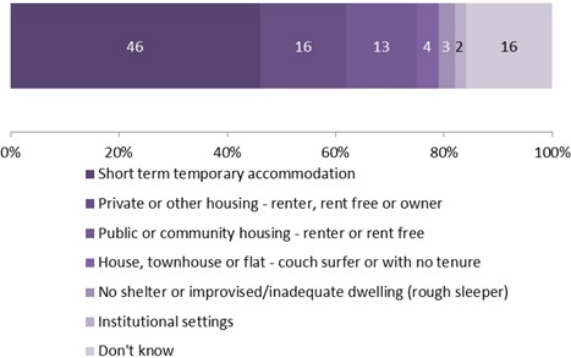 46 16 13 4 3 2 16
0% 20% 40% 60% 80% 100%
Short term temporary accommodation
Private or other housing - renter, rent free or owner
Public or community housing - renter or rent free
House, townhouse or flat - couch surfer or with no tenure
No shelter or improvised/inadequate dwelling (rough sleeper)
Institutional settings
Don't know